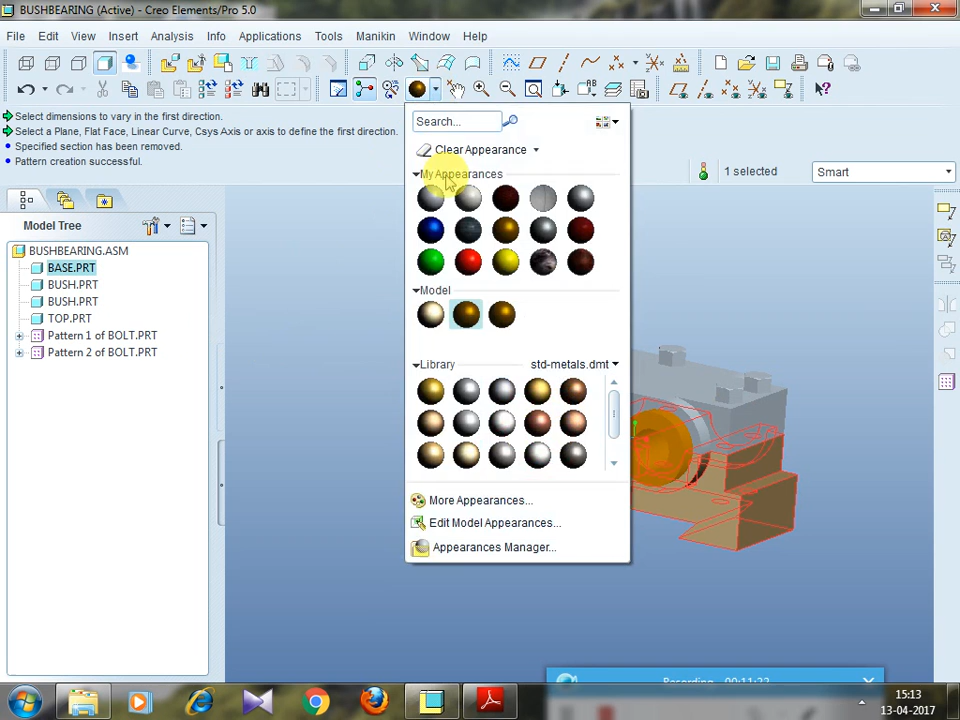 BUSHBEARING (Active) - Creo Elements/Pro 5.0
File Edit View Insert Analysis Info Applications Tools Manikin Window Help
Select dimensions to vary in the first direction.
Select a Plane, Flat Face, Linear Curve, Csys Axis or axis to define the first direction.
Specified section has been removed.
Pattern creation successful.
1 selected
Smart
Search...
Clear Appearance
My Appearances
Model
Library
std-metals.dmt
More Appearances...
Edit Model Appearances...
Appearances Manager...
Model Tree
BUSHBEARING.ASM
BASE.PRT
BUSH.PRT
BUSH.PRT
TOP.PRT
Pattern 1 of BOLT.PRT
Pattern 2 of BOLT.PRT
15:13
13-04-2017